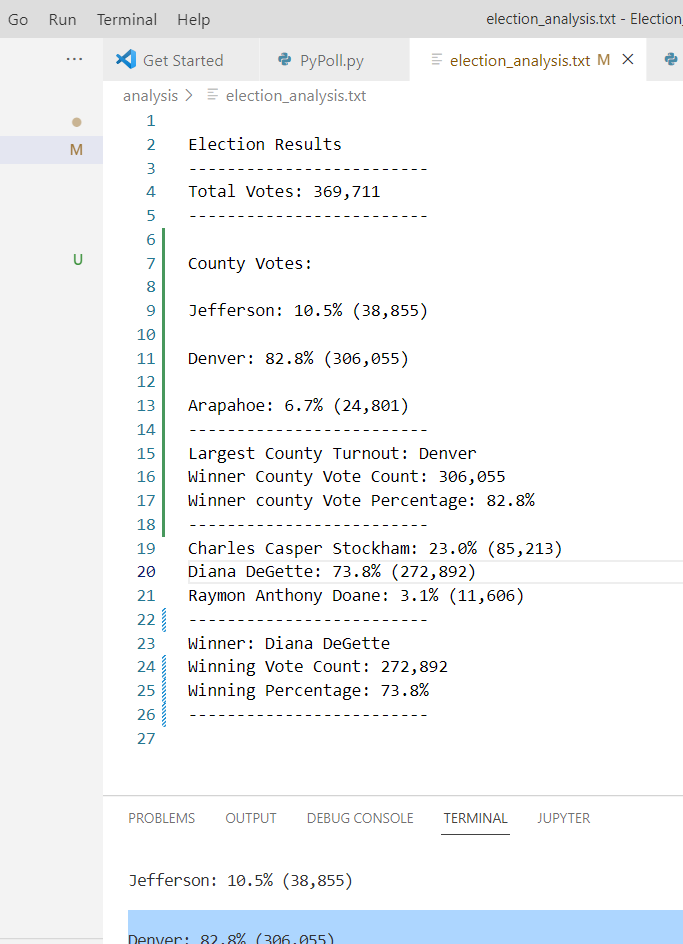 Go Run Terminal Help election_analysis.txt - Election_
... Get Started PyPoll.py election_analysis.txt M
analysis > election_analysis.txt
1
2 Election Results
3 -------------------------
4 Total Votes: 369,711
5 -------------------------
6
M
7 County Votes:
U
8
9 Jefferson: 10.5% (38,855)
10
11 Denver: 82.8% (306,055)
12
13 Arapahoe: 6.7% (24,801)
14 -------------------------
15 Largest County Turnout: Denver
16 Winner County Vote Count: 306,055
17 Winner county Vote Percentage: 82.8%
18 -------------------------
19 Charles Casper Stockham: 23.0% (85,213)
20 Diana DeGette: 73.8% (272,892)
21 Raymon Anthony Doane: 3.1% (11,606)
22 -------------------------
23 Winner: Diana DeGette
24 Winning Vote Count: 272,892
25 Winning Percentage: 73.8%
26 -------------------------
27
PROBLEMS OUTPUT DEBUG CONSOLE TERMINAL JUPYTER
Jefferson: 10.5% (38,855)
Denver: 82.8% (306,055)